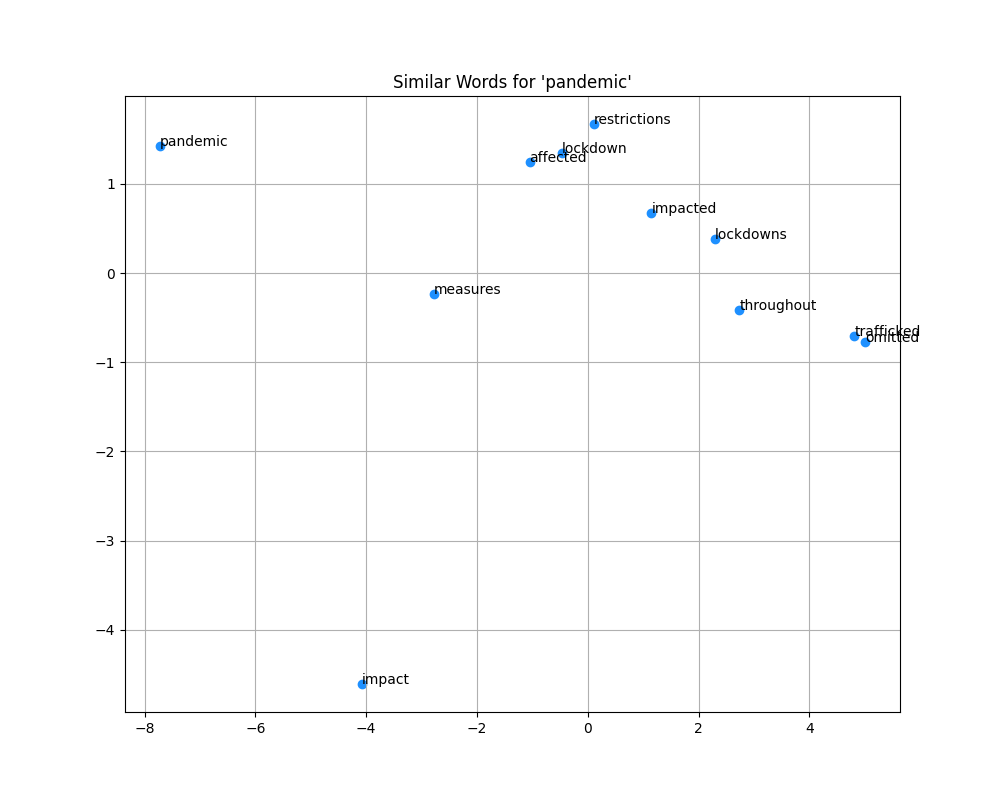 Similar Words for 'pandemic'
restrictions
pandemic
lockdown
affected
impacted
lockdowns
measures
throughout
trafficked
omitted
impact
1
0
−1
−2
−3
−4
−8 −6 −4 −2 0 2 4